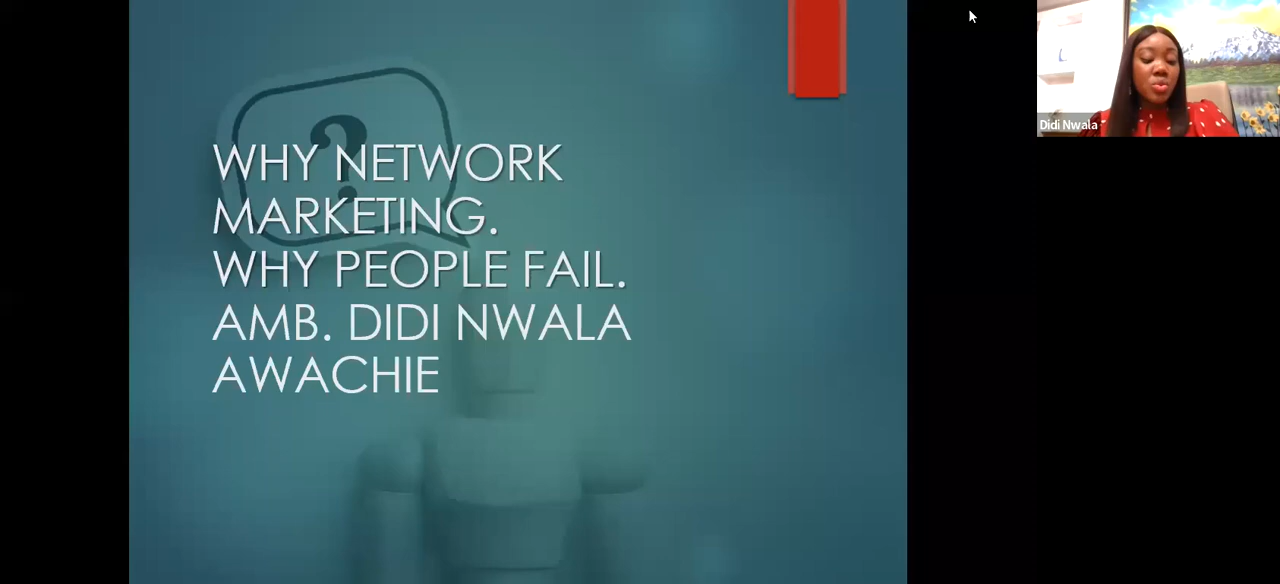 WHY NETWORK
MARKETING.
WHY PEOPLE FAIL.
AMB. DIDI NWALA
AWACHIE
?
Didi Nwala